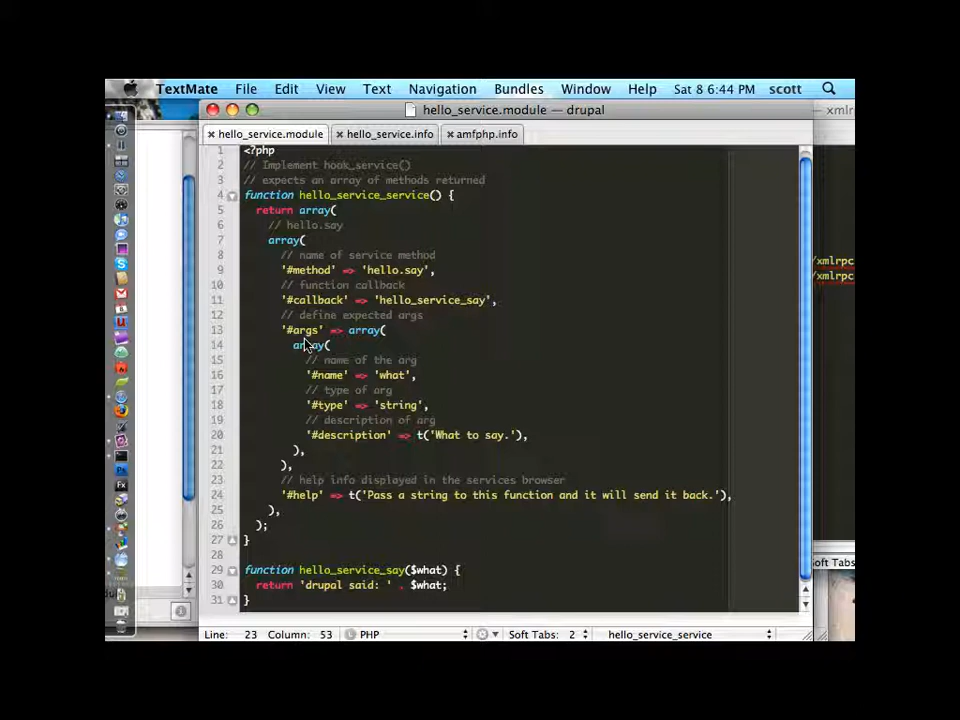 TextMate File Edit View Text Navigation Bundles Window Help Sat 8 6:44 PM scott
hello_service.module — drupal
xmlrp
hello_service.module hello_service.info amfphp.info
1 <?php
2 // Implement hook_service()
3 // expects an array of methods returned
4 function hello_service_service() {
5 return array(
6 // hello.say
7 array(
8 // name of service method
9 '#method' => 'hello.say',
10 // function callback
11 '#callback' => 'hello_service_say',
12 // define expected args
13 '#args' => array(
14 array(
15 // name of the arg
16 '#name' => 'what',
17 // type of arg
18 '#type' => 'string',
19 // description of arg
20 '#description' => t('What to say.'),
21 ),
22 ),
23 // help info displayed in the services browser
24 '#help' => t('Pass a string to this function and it will send it back.'),
25 ),
26 );
27 }
28
29 function hello_service_say($what) {
30 return 'drupal said: ' . $what;
31 }
/xmlrpc
/xmlrpc
Soft Tabs
Line: 23 Column: 53 PHP Soft Tabs: 2 hello_service_service